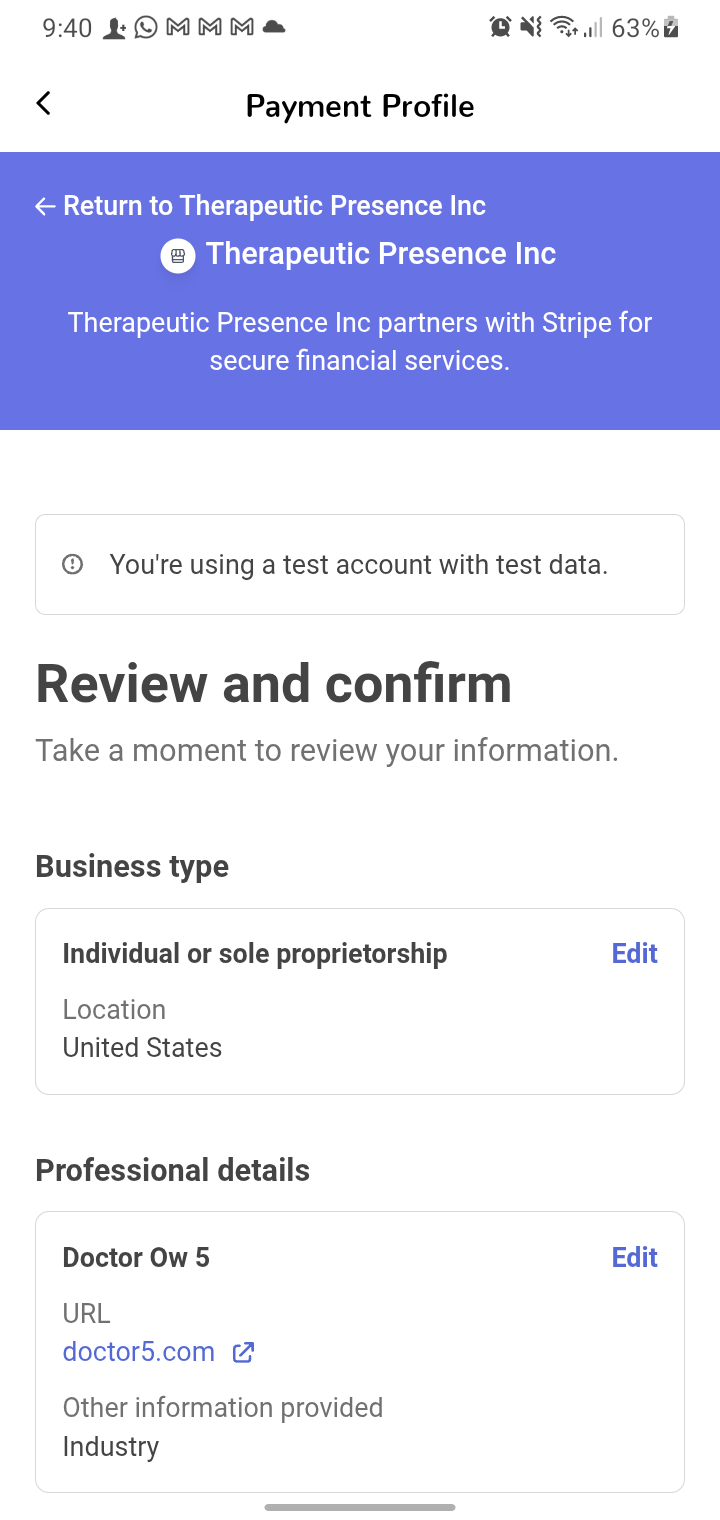 9:40
63%
Payment Profile
← Return to Therapeutic Presence Inc
Therapeutic Presence Inc
Therapeutic Presence Inc partners with Stripe for
secure financial services.
You're using a test account with test data.
Review and confirm
Take a moment to review your information.
Business type
Individual or sole proprietorship Edit
Location
United States
Professional details
Doctor Ow 5 Edit
URL
doctor5.com
Other information provided
Industry